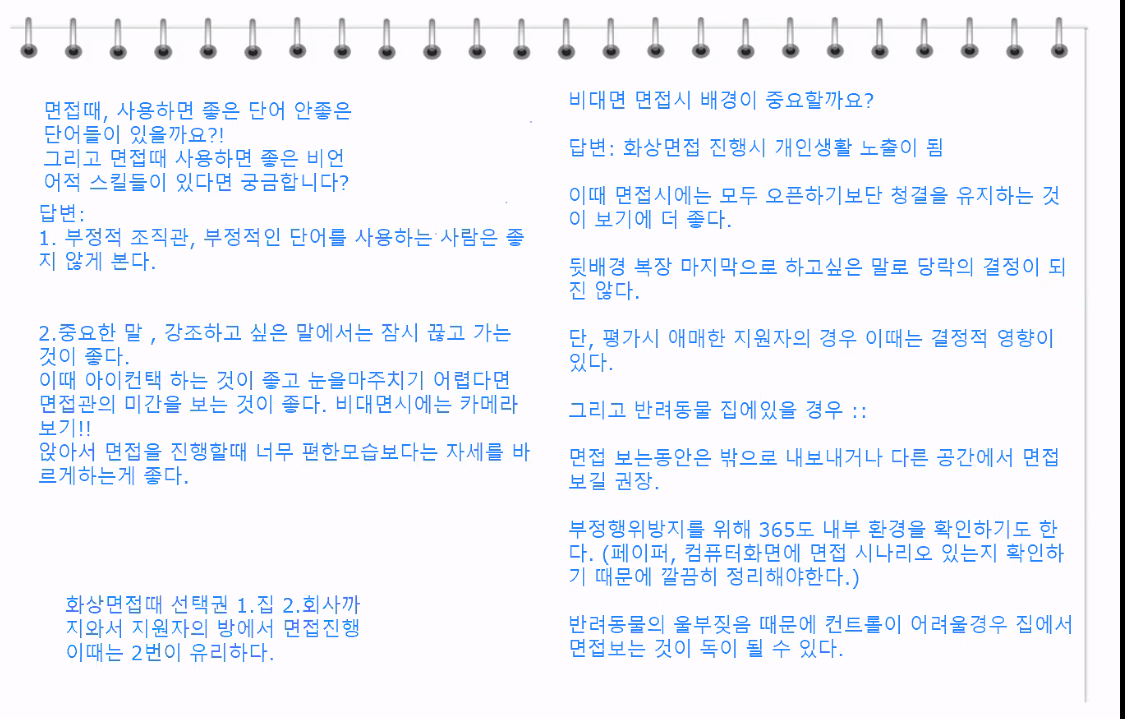 면접때, 사용하면 좋은 단어 안좋은
단어들이 있을까요?!
그리고 면접때 사용하면 좋은 비언
어적 스킬들이 있다면 궁금합니다?
답변:
1. 부정적 조직관, 부정적인 단어를 사용하는 사람은 좋
지 않게 본다.
2.중요한 말 , 강조하고 싶은 말에서는 잠시 끊고 가는
것이 좋다.
이때 아이컨택 하는 것이 좋고 눈을마주치기 어렵다면
면접관의 미간을 보는 것이 좋다. 비대면시에는 카메라
보기!!
앉아서 면접을 진행할때 너무 편한모습보다는 자세를 바
르게하는게 좋다.
화상면접때 선택권 1.집 2.회사까
지와서 지원자의 방에서 면접진행
이때는 2번이 유리하다.
비대면 면접시 배경이 중요할까요?
답변: 화상면접 진행시 개인생활 노출이 됨
이때 면접시에는 모두 오픈하기보단 청결을 유지하는 것
이 보기에 더 좋다.
뒷배경 복장 마지막으로 하고싶은 말로 당락의 결정이 되
진 않다.
단, 평가시 애매한 지원자의 경우 이때는 결정적 영향이
있다.
그리고 반려동물 집에있을 경우 ::
면접 보는동안은 밖으로 내보내거나 다른 공간에서 면접
보길 권장.
부정행위방지를 위해 365도 내부 환경을 확인하기도 한
다. (페이퍼, 컴퓨터화면에 면접 시나리오 있는지 확인하
기 때문에 깔끔히 정리해야한다.)
반려동물의 울부짖음 때문에 컨트롤이 어려울경우 집에서
면접보는 것이 독이 될 수 있다.